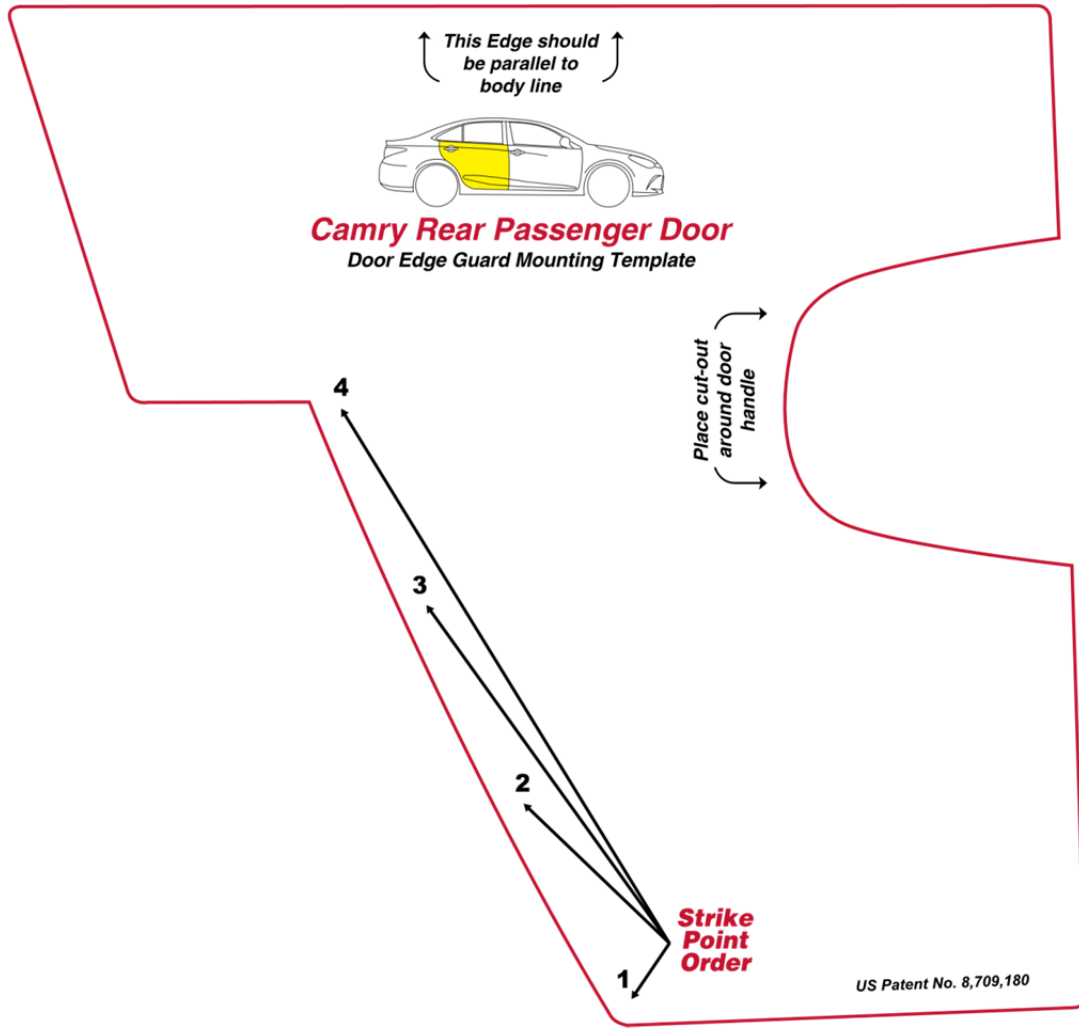 This Edge should
be parallel to
body line
Camry Rear Passenger Door
Door Edge Guard Mounting Template
Place cut-out
around door
handle
4
3
2
1
Strike
Point
Order
US Patent No. 8,709,180